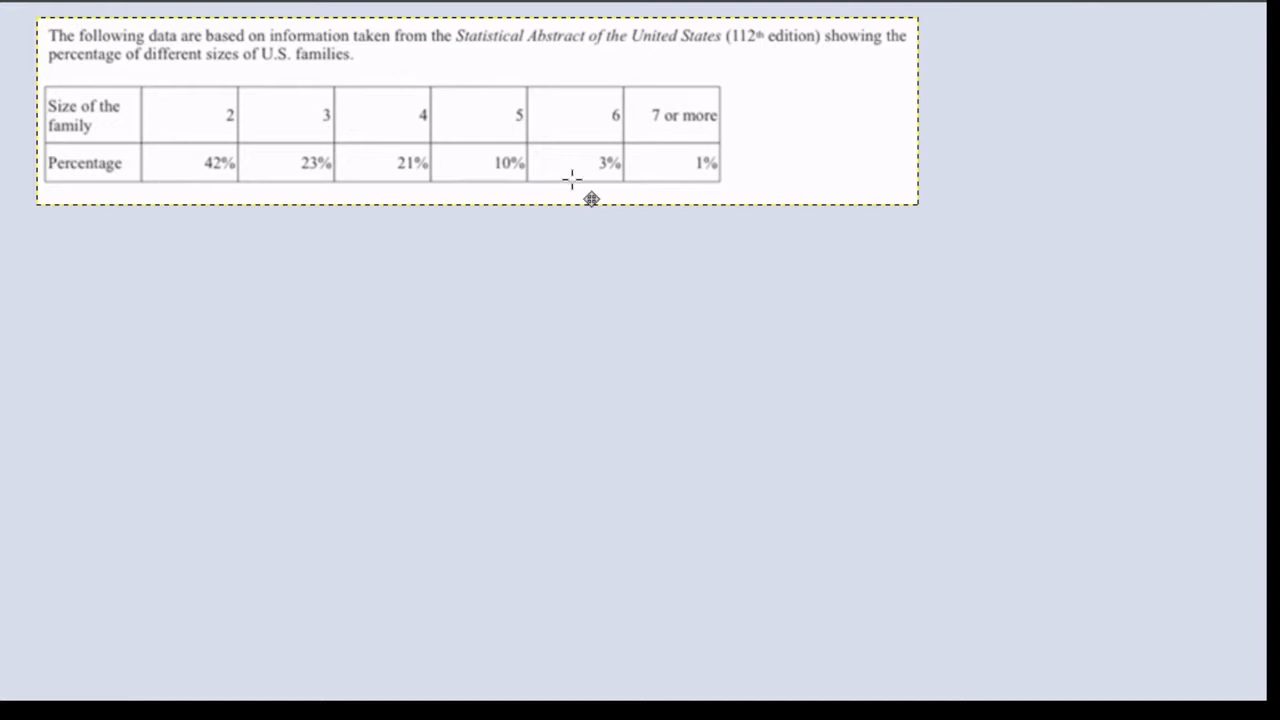 The following data are based on information taken from the Statistical Abstract of the United States (112th edition) showing the
percentage of different sizes of U.S. families.
Size of the family 2 3 4 5 6 7 or more
Percentage 42% 23% 21% 10% 3% 1%